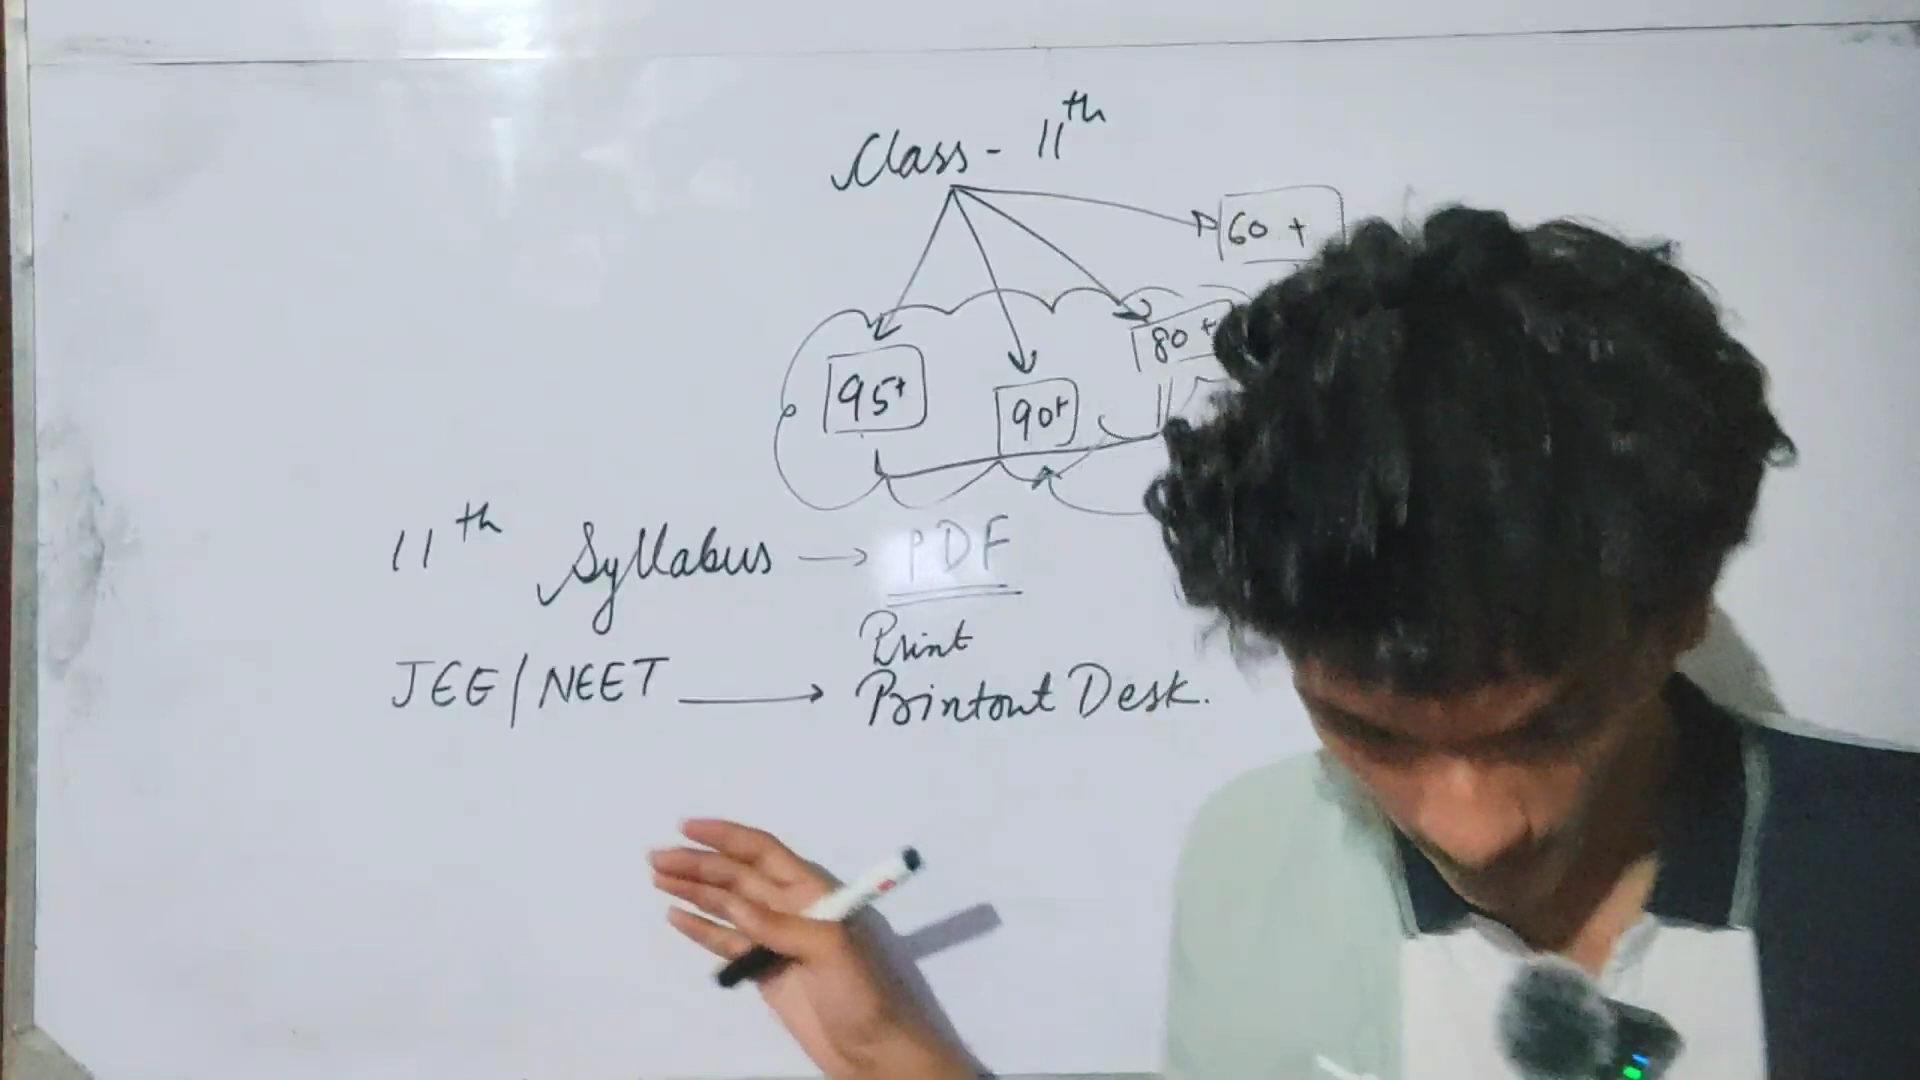 Class - 11th
60 +
80 +
95+
90+
11th Syllabus → PDF
Print
JEE/NEET → Printout Desk.